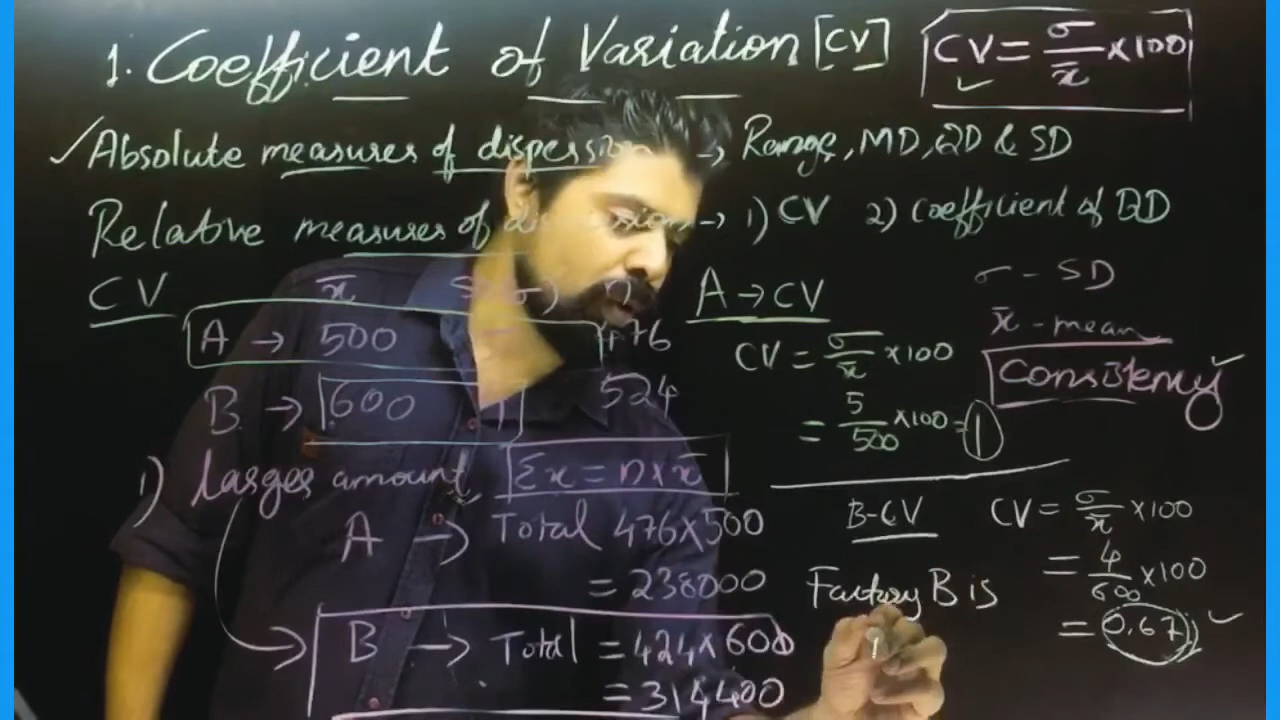 1. Coefficient of Variation [CV]
CV = σ/x̄ × 100
Absolute measures of dispersion → Range, MD, QD & SD
Relative measures of → 1) CV 2) Coefficient of QD
CV x̄
A → 500 476
B → 600 524
1) larges amount, Σx = n × x̄
A → Total 476×500
= 238000
B → Total = 424×600
= 314400
A → CV
CV = σ/x̄ × 100
= 5/500 × 100 = 1
σ - SD
x̄ - mean
Consistency
B-CV CV = σ/x̄ × 100
= 4/600 × 100
= 0.67
Factory B is